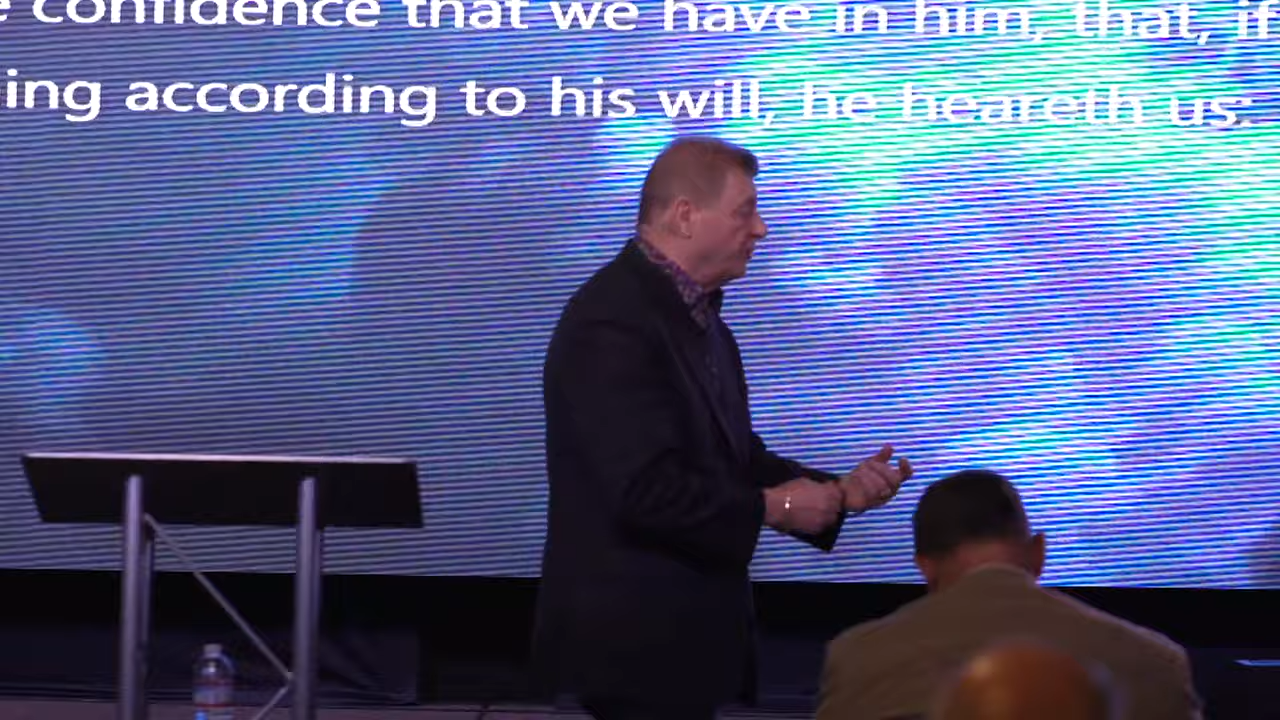 confidence that we have in him, that, if
ing according to his will, he heareth us: